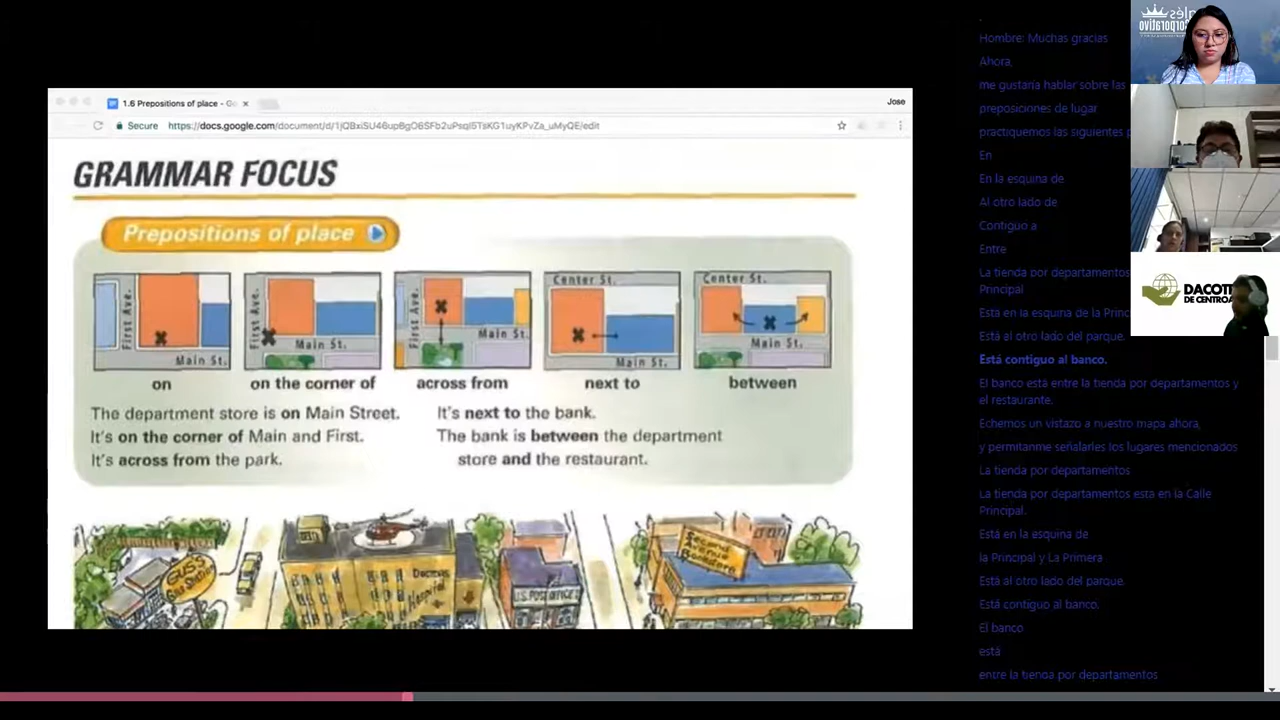 1.6 Prepositions of place - G
Jose
Secure
GRAMMAR FOCUS
Prepositions of place
First Ave.
Main St.
First Ave.
Main St.
First Ave.
Main St.
Center St.
Main St.
Center St.
Main St.
on
on the corner of
across from
next to
between
The department store is on Main Street.
It's on the corner of Main and First.
It's across from the park.
It's next to the bank.
The bank is between the department
store and the restaurant.
GUS'S
Gas Station
Hospital
U.S. POST OFFICE
Second
Avenue
Hombre: Muchas gracias
Ahora,
me gustaría hablar sobre las
preposiciones de lugar
practiquemos las siguientes p
En
En la esquina de
Al otro lado de
Contiguo a
Entre
La tienda por departamentos
Principal
Está en la esquina de la Princ
Está al otro lado del parque.
Está contiguo al banco.
El banco está entre la tienda por departamentos y
el restaurante.
Echemos un vistazo a nuestro mapa ahora,
y permítanme señalarles los lugares mencionados
La tienda por departamentos
La tienda por departamentos está en la Calle
Principal.
Está en la esquina de
la Principal y La Primera
Está al otro lado del parque.
Está contiguo al banco.
El banco
está
entre la tienda por departamentos
DACOT
DE CENTROA